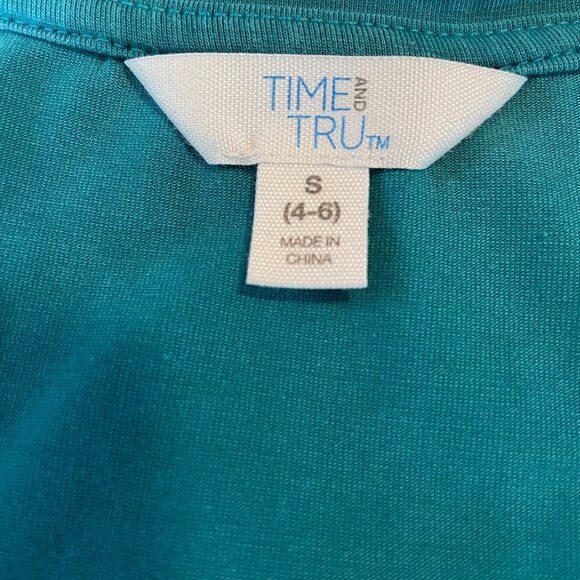 TIME AND
TRU™
S
(4-6)
MADE IN
CHINA